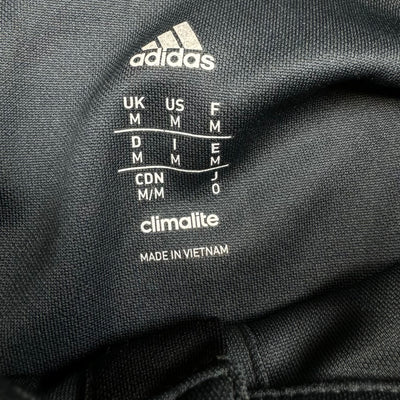 adidas
UK US F
M M M
D I E
M M M
CDN J
M/M O
climalite
MADE IN VIETNAM